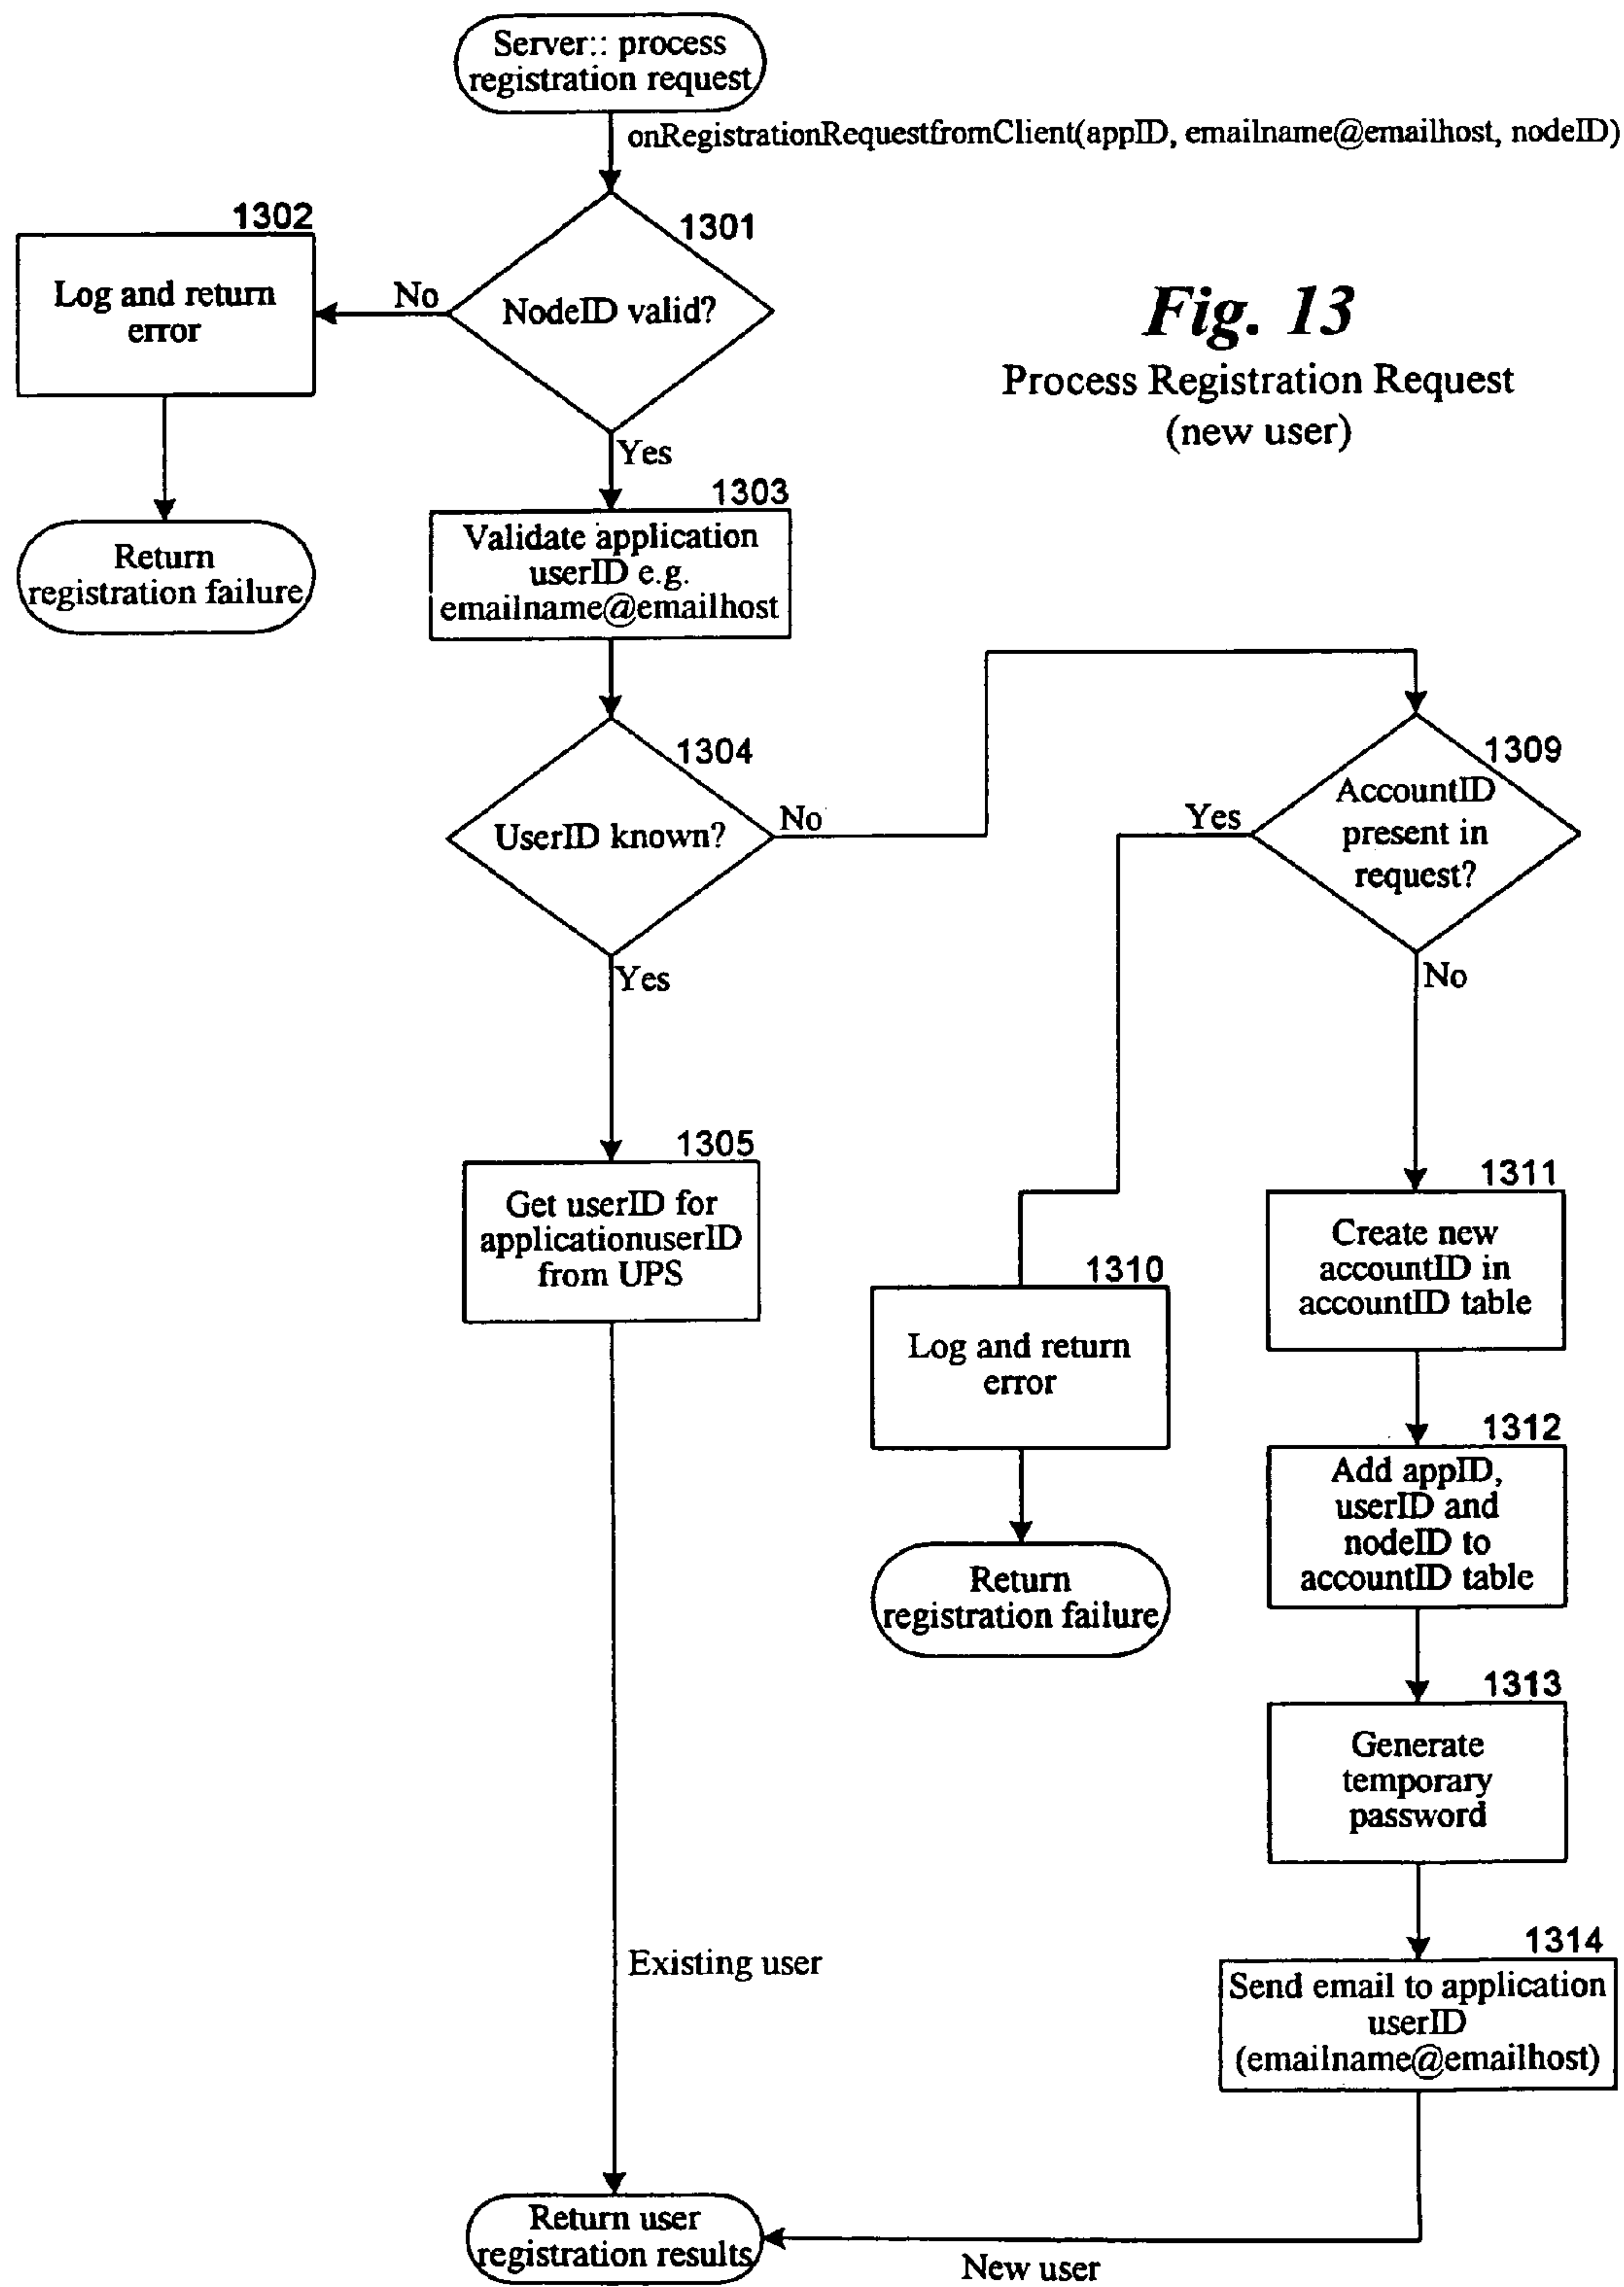 Server:: process
registration request
onRegistrationRequestfromClient(appID, emailname@emailhost, nodeID)
1302
Log and return
error
No
1301
NodeID valid?
Fig. 13
Process Registration Request
(new user)
Yes
Return
registration failure
1303
Validate application
userID e.g.
emailname@emailhost
1304
UserID known?
No
Yes
1309
AccountID
present in
request?
Yes
No
1305
Get userID for
applicationuserID
from UPS
1310
Log and return
error
Return
registration failure
1311
Create new
accountID in
accountID table
1312
Add appID,
userID and
nodeID to
accountID table
1313
Generate
temporary
password
1314
Send email to application
userID
(emailname@emailhost)
Existing user
Return user
registration results
New user